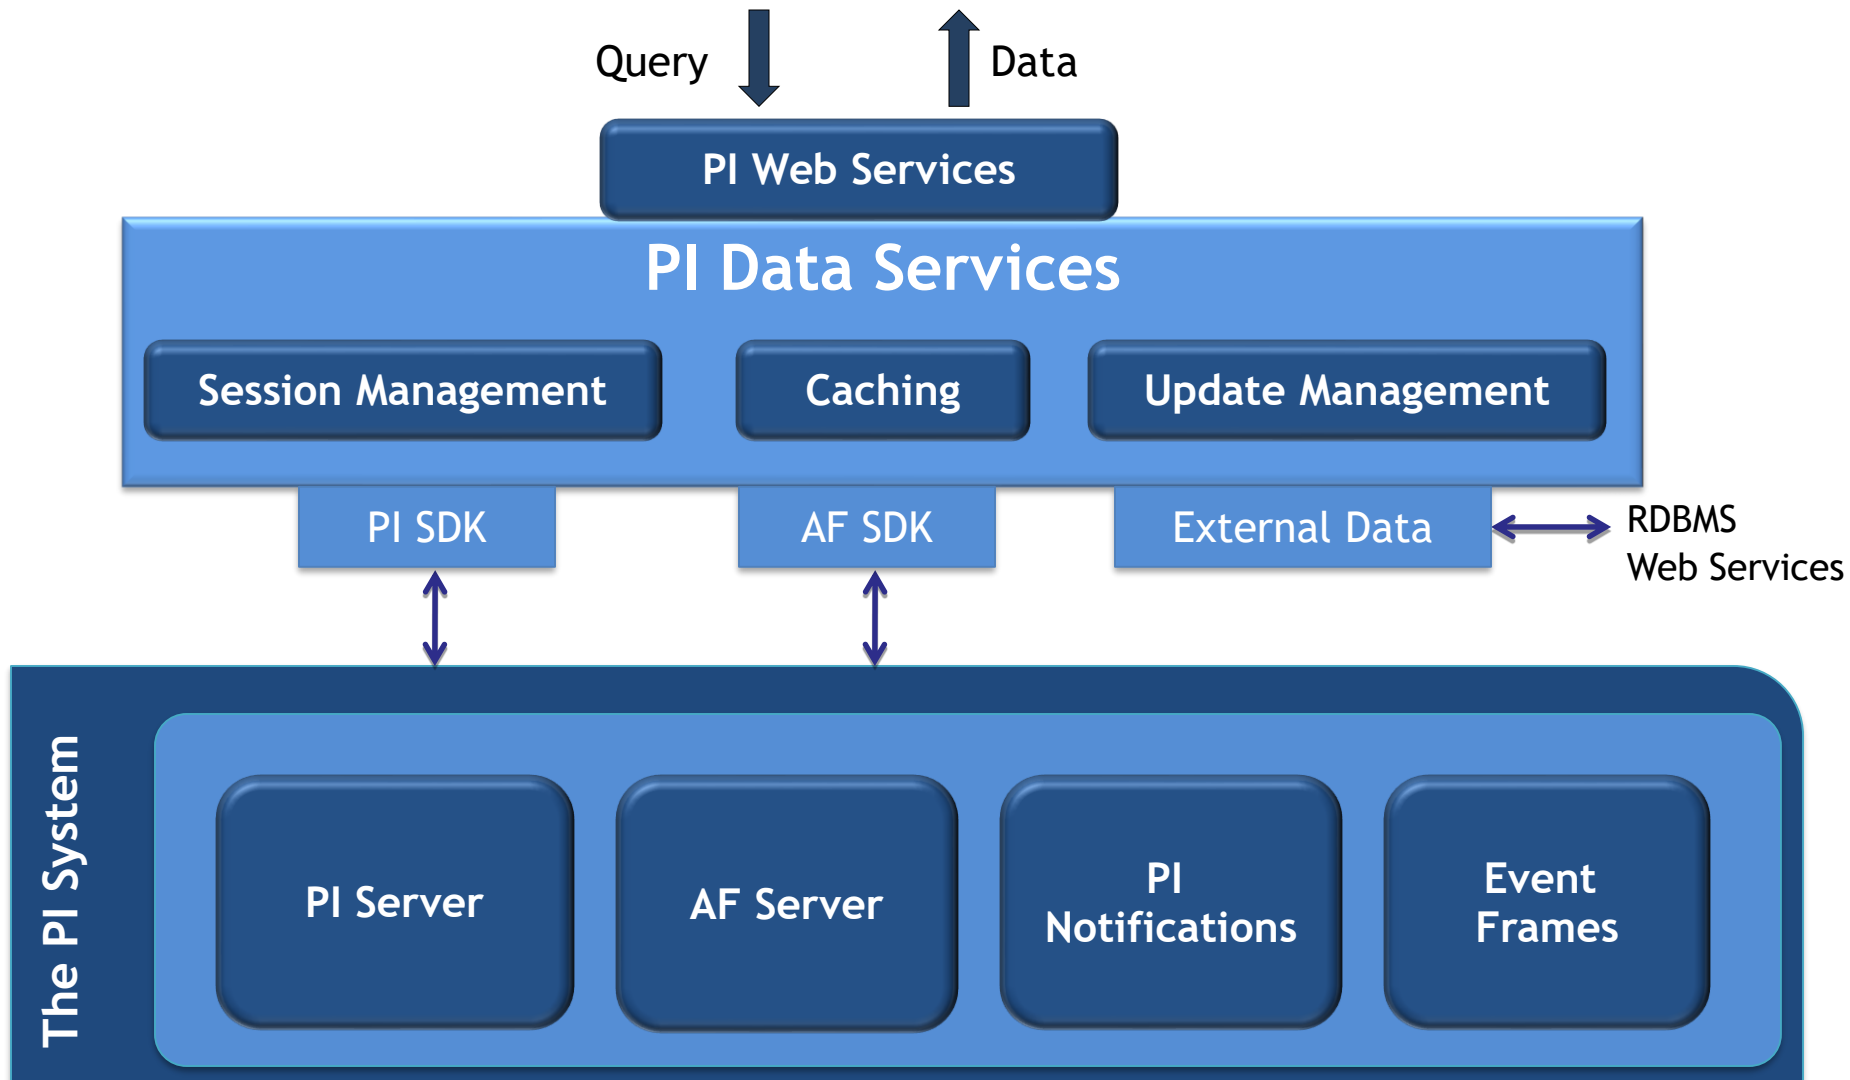 Query
Data
PI Web Services
PI Data Services
Session Management
Caching
Update Management
PI SDK
AF SDK
External Data
RDBMS
Web Services
The PI System
PI Server
AF Server
PI
Notifications
Event
Frames